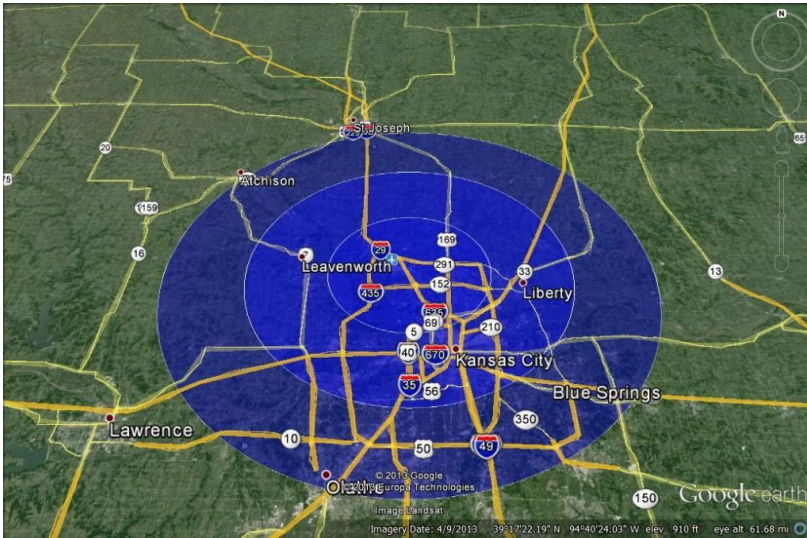 N
St Joseph
65
20
Atchison
75
159
169
16
29
7
Leavenworth
291
33
13
152
435
Liberty
635
69
210
5
40
670
Kansas City
35
56
Blue Springs
350
Lawrence
10
50
49
Olathe
© 2013 Google
Europa Technologies
150
Google earth
Image Landsat
Imagery Date: 4/9/2013 39°17'22.19" N 94°40'24.03" W elev 910 ft eye alt 61.68 mi